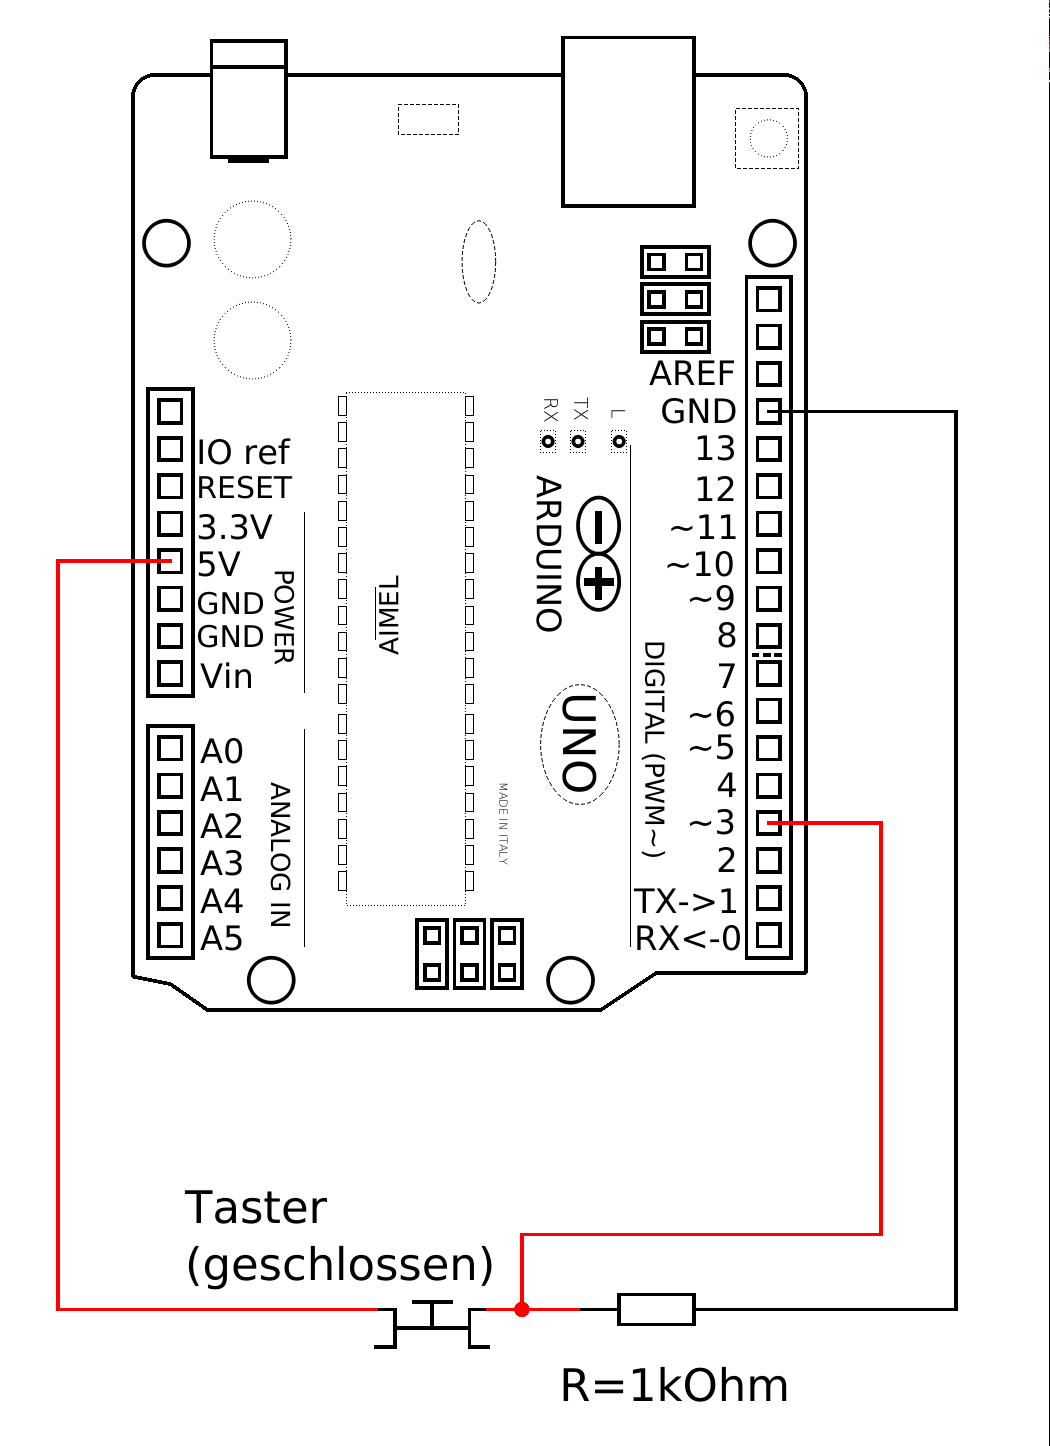 AREF
GND
13
12
~11
~10
~9
8
7
~6
~5
4
~3
2
TX->1
RX<-0
IO ref
RESET
3.3V
5V
GND
GND
Vin
POWER
A0
A1
A2
A3
A4
A5
ANALOG IN
RX
TX
L
ARDUINO
UNO
DIGITAL (PWM~)
MADE IN ITALY
Taster
(geschlossen)
R=1kOhm